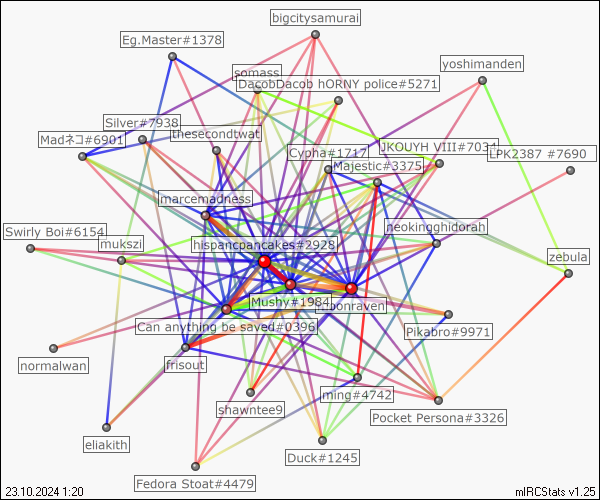 bigcitysamurai
Eg.Master#1378
yoshimanden
somass
DacobDacob hORNY police#5271
Silver#7938
Madネコ#6901
thesecondtwat
Cypha#1717
JKOUYH VIII#7034
LPK2387 #7690
Majestic#3375
marcemadness
neokingghidorah
Swirly Boi#6154
mukszi
hispancpancakes#2928
zebula
Mushy#1984
moonraven
Can anything be saved#0396
Pikabro#9971
normalwan
frisout
ming#4742
shawntee9
Pocket Persona#3326
eliakith
Duck#1245
Fedora Stoat#4479
23.10.2024 1:20
mIRCStats v1.25